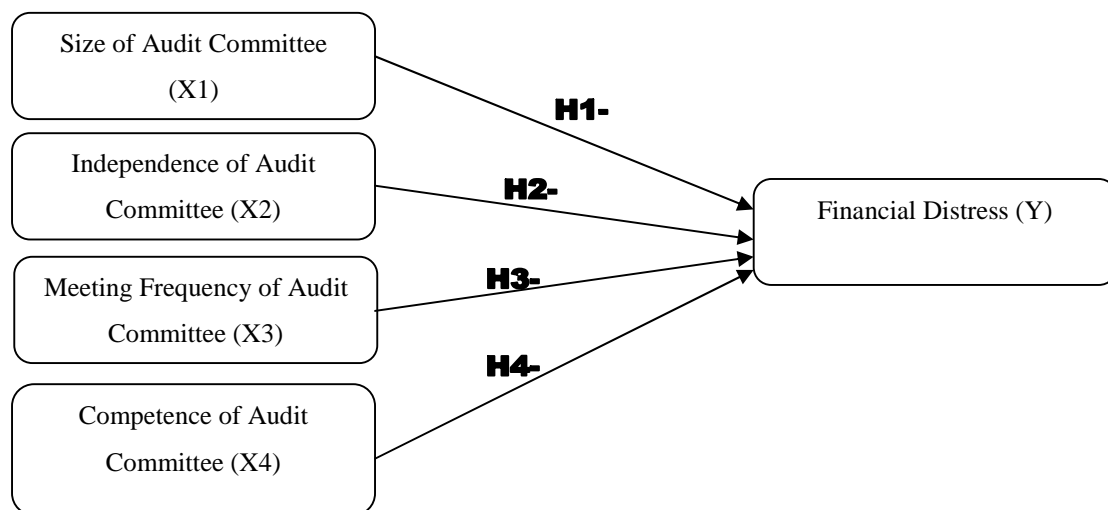 Size of Audit Committee
(X1)
H1-
Independence of Audit
Committee (X2)
H2-
Financial Distress (Y)
Meeting Frequency of Audit
Committee (X3)
H3-
H4-
Competence of Audit
Committee (X4)